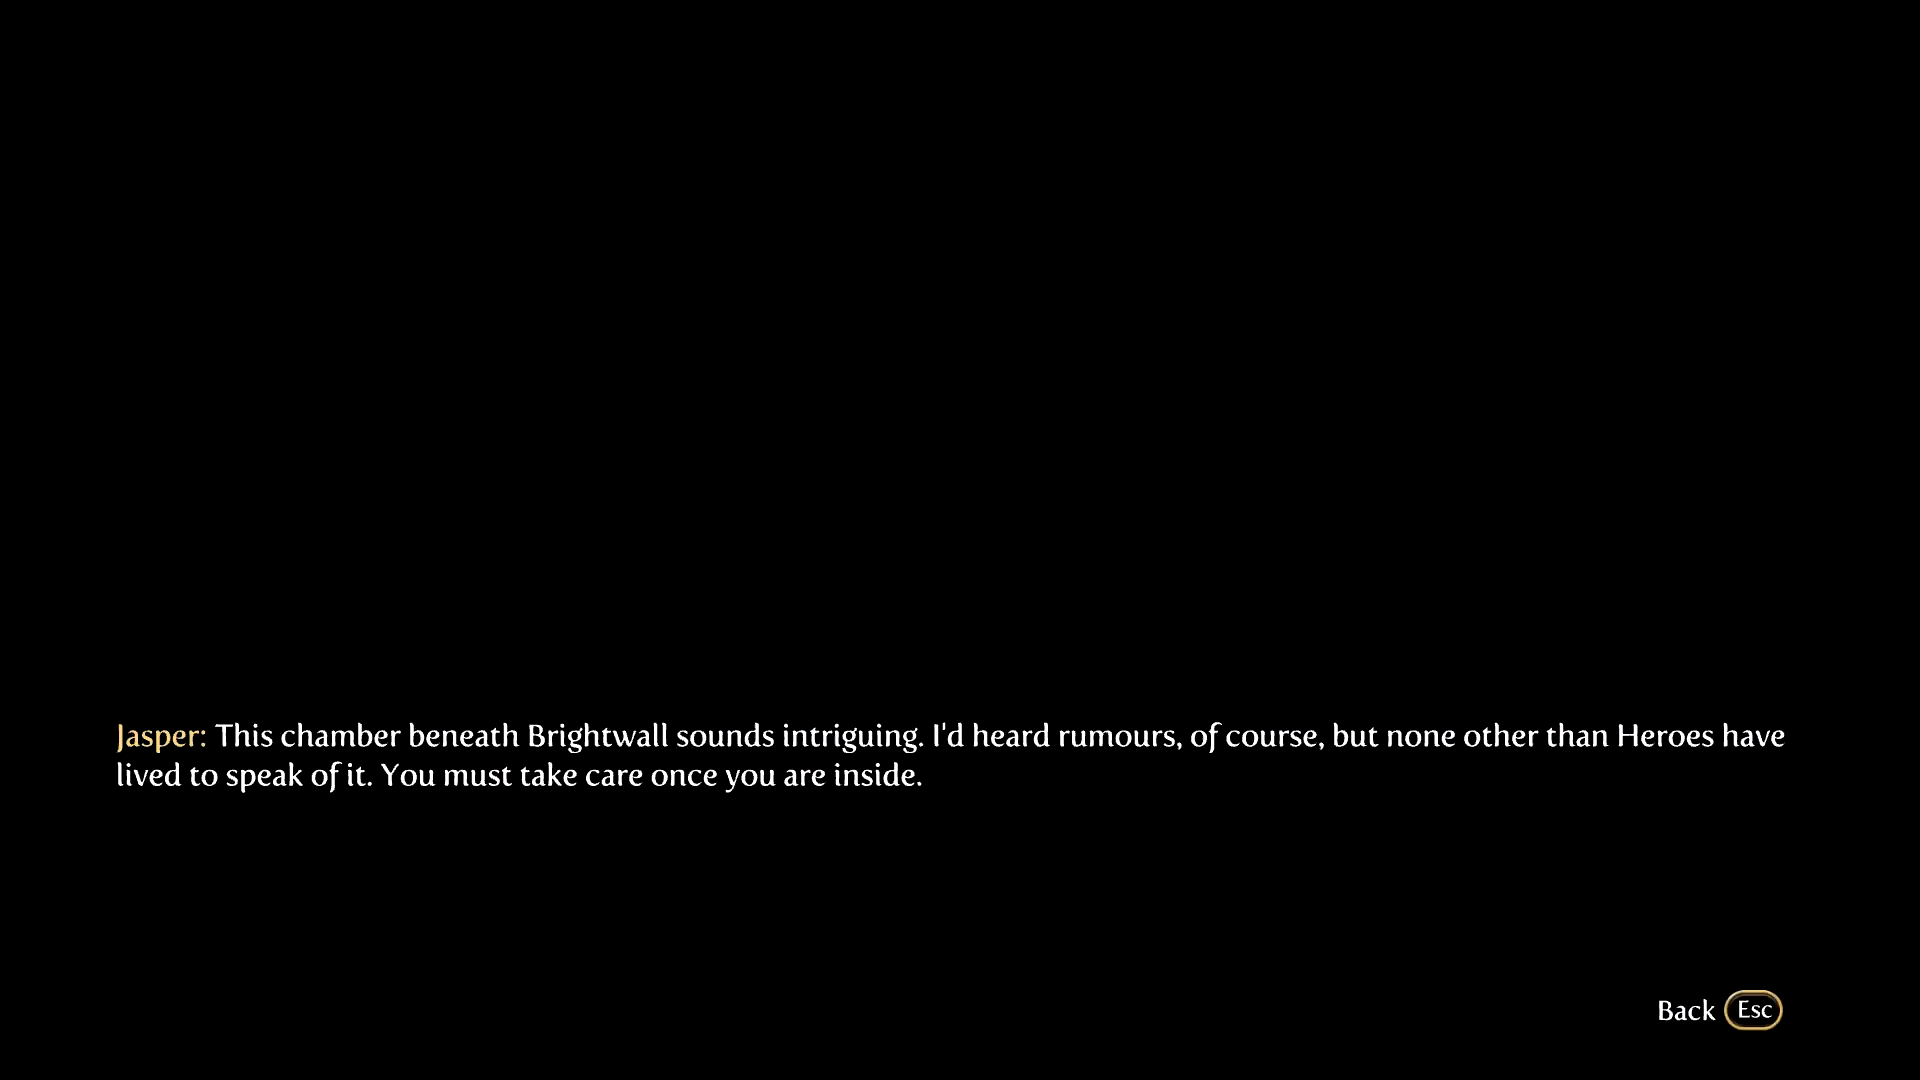 Jasper: This chamber beneath Brightwall sounds intriguing. I'd heard rumours, of course, but none other than Heroes have
lived to speak of it. You must take care once you are inside.
Back Esc